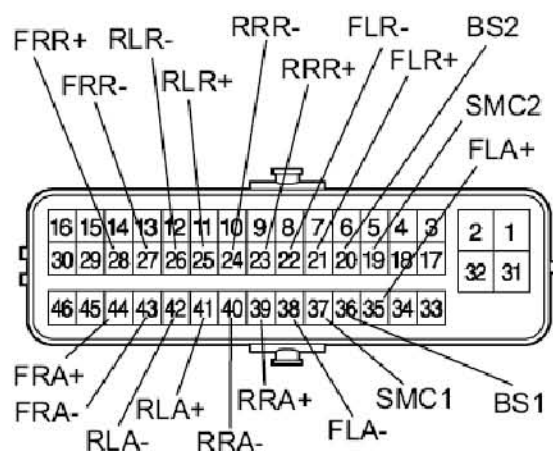 FRR+ RLR- RRR- FLR- BS2
FRR- RLR+ RRR+ FLR+
SMC2
FLA+
16 15 14 13 12 11 10 9 8 7 6 5 4 3 2 1
30 29 28 27 26 25 24 23 22 21 20 19 18 17 32 31
46 45 44 43 42 41 40 39 38 37 36 35 34 33
FRA+ RRA+ SMC1 BS1
FRA- RLA+ FLA-
RLA- RRA-